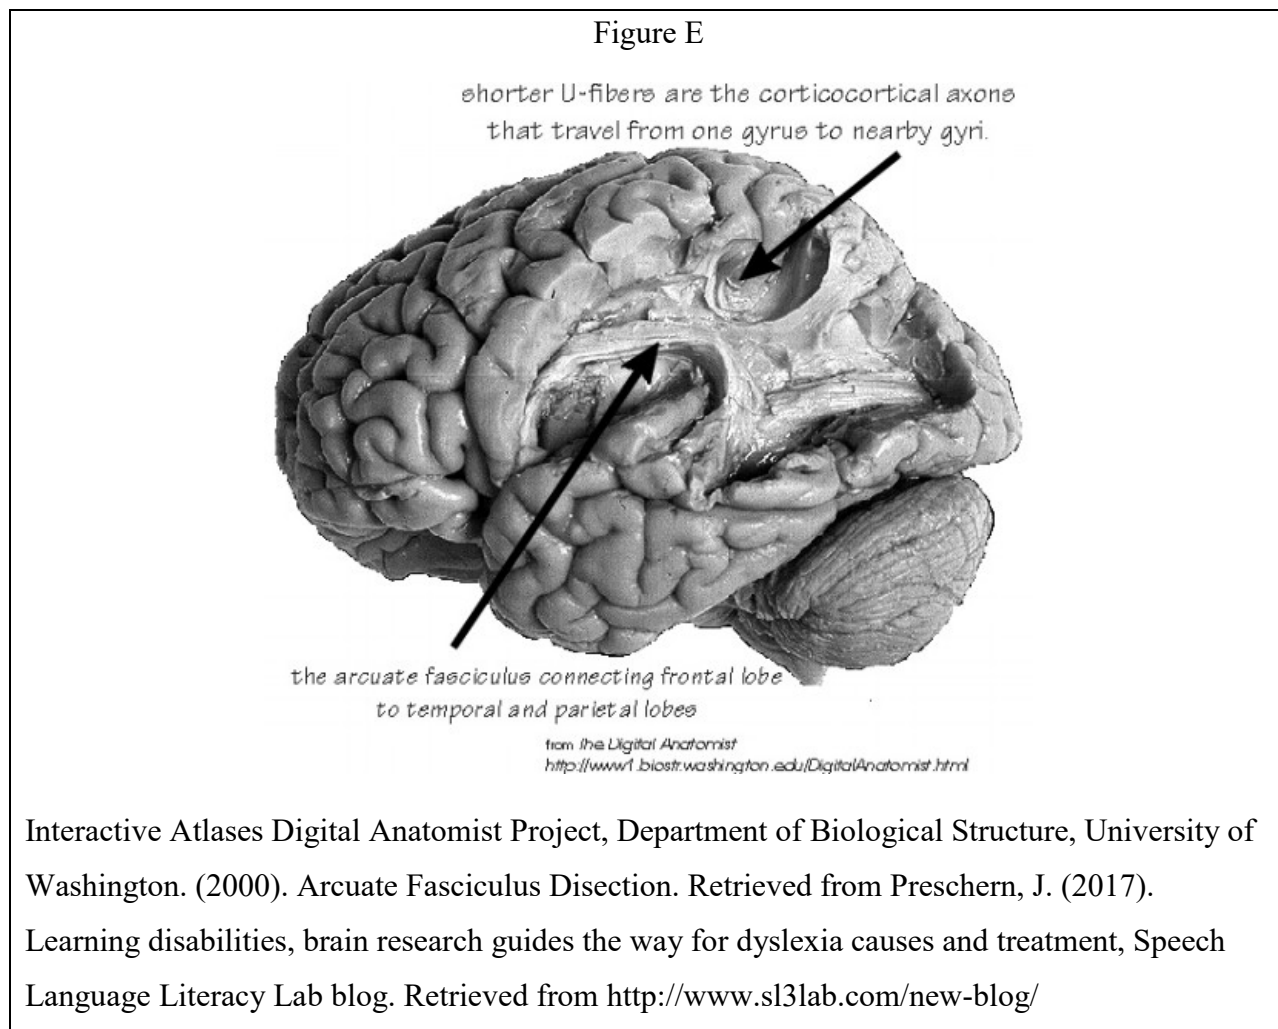 Figure E
shorter U-fibers are the corticocortical axons
that travel from one gyrus to nearby gyri.
the arcuate fasciculus connecting frontal lobe
to temporal and parietal lobes
from The Digital Anatomist
http://www1.biostr.washington.edu/DigitalAnatomist.html
Interactive Atlases Digital Anatomist Project, Department of Biological Structure, University of
Washington. (2000). Arcuate Fasciculus Disection. Retrieved from Preschern, J. (2017).
Learning disabilities, brain research guides the way for dyslexia causes and treatment, Speech
Language Literacy Lab blog. Retrieved from http://www.sl3lab.com/new-blog/